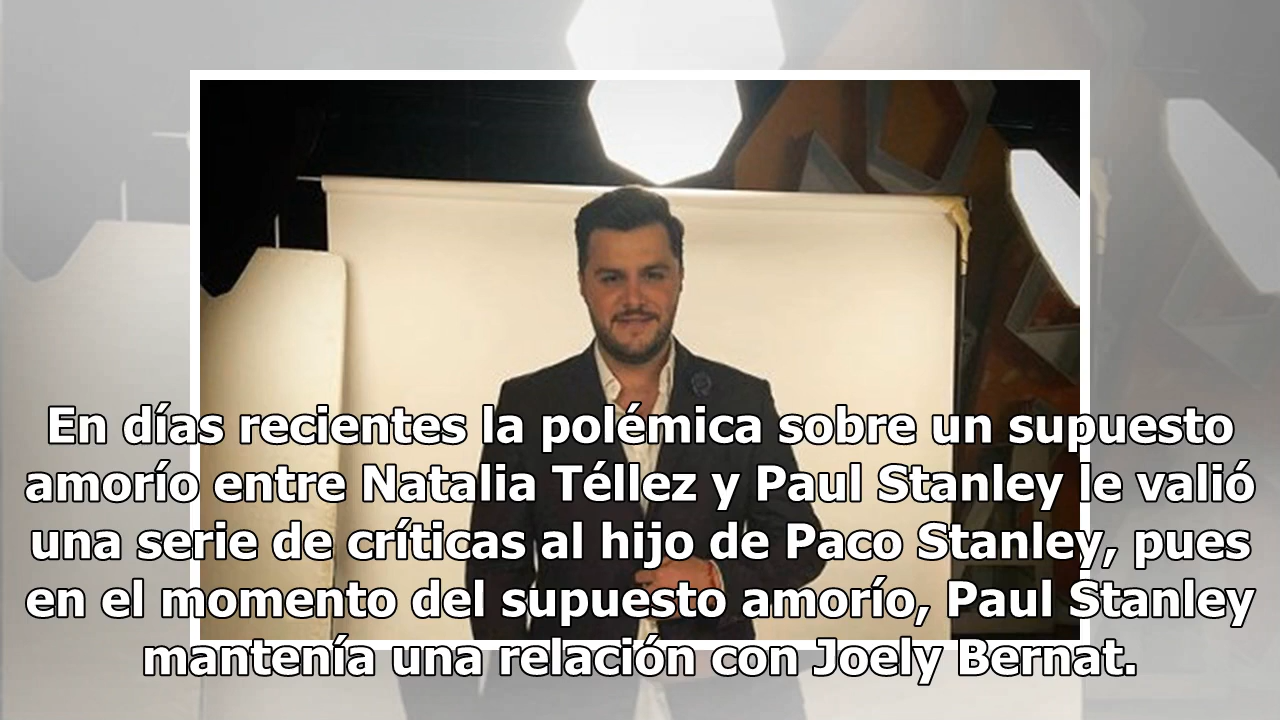 En días recientes la polémica sobre un supuesto
amorío entre Natalia Téllez y Paul Stanley le valió
una serie de críticas al hijo de Paco Stanley, pues
en el momento del supuesto amorío, Paul Stanley
mantenía una relación con Joely Bernat.